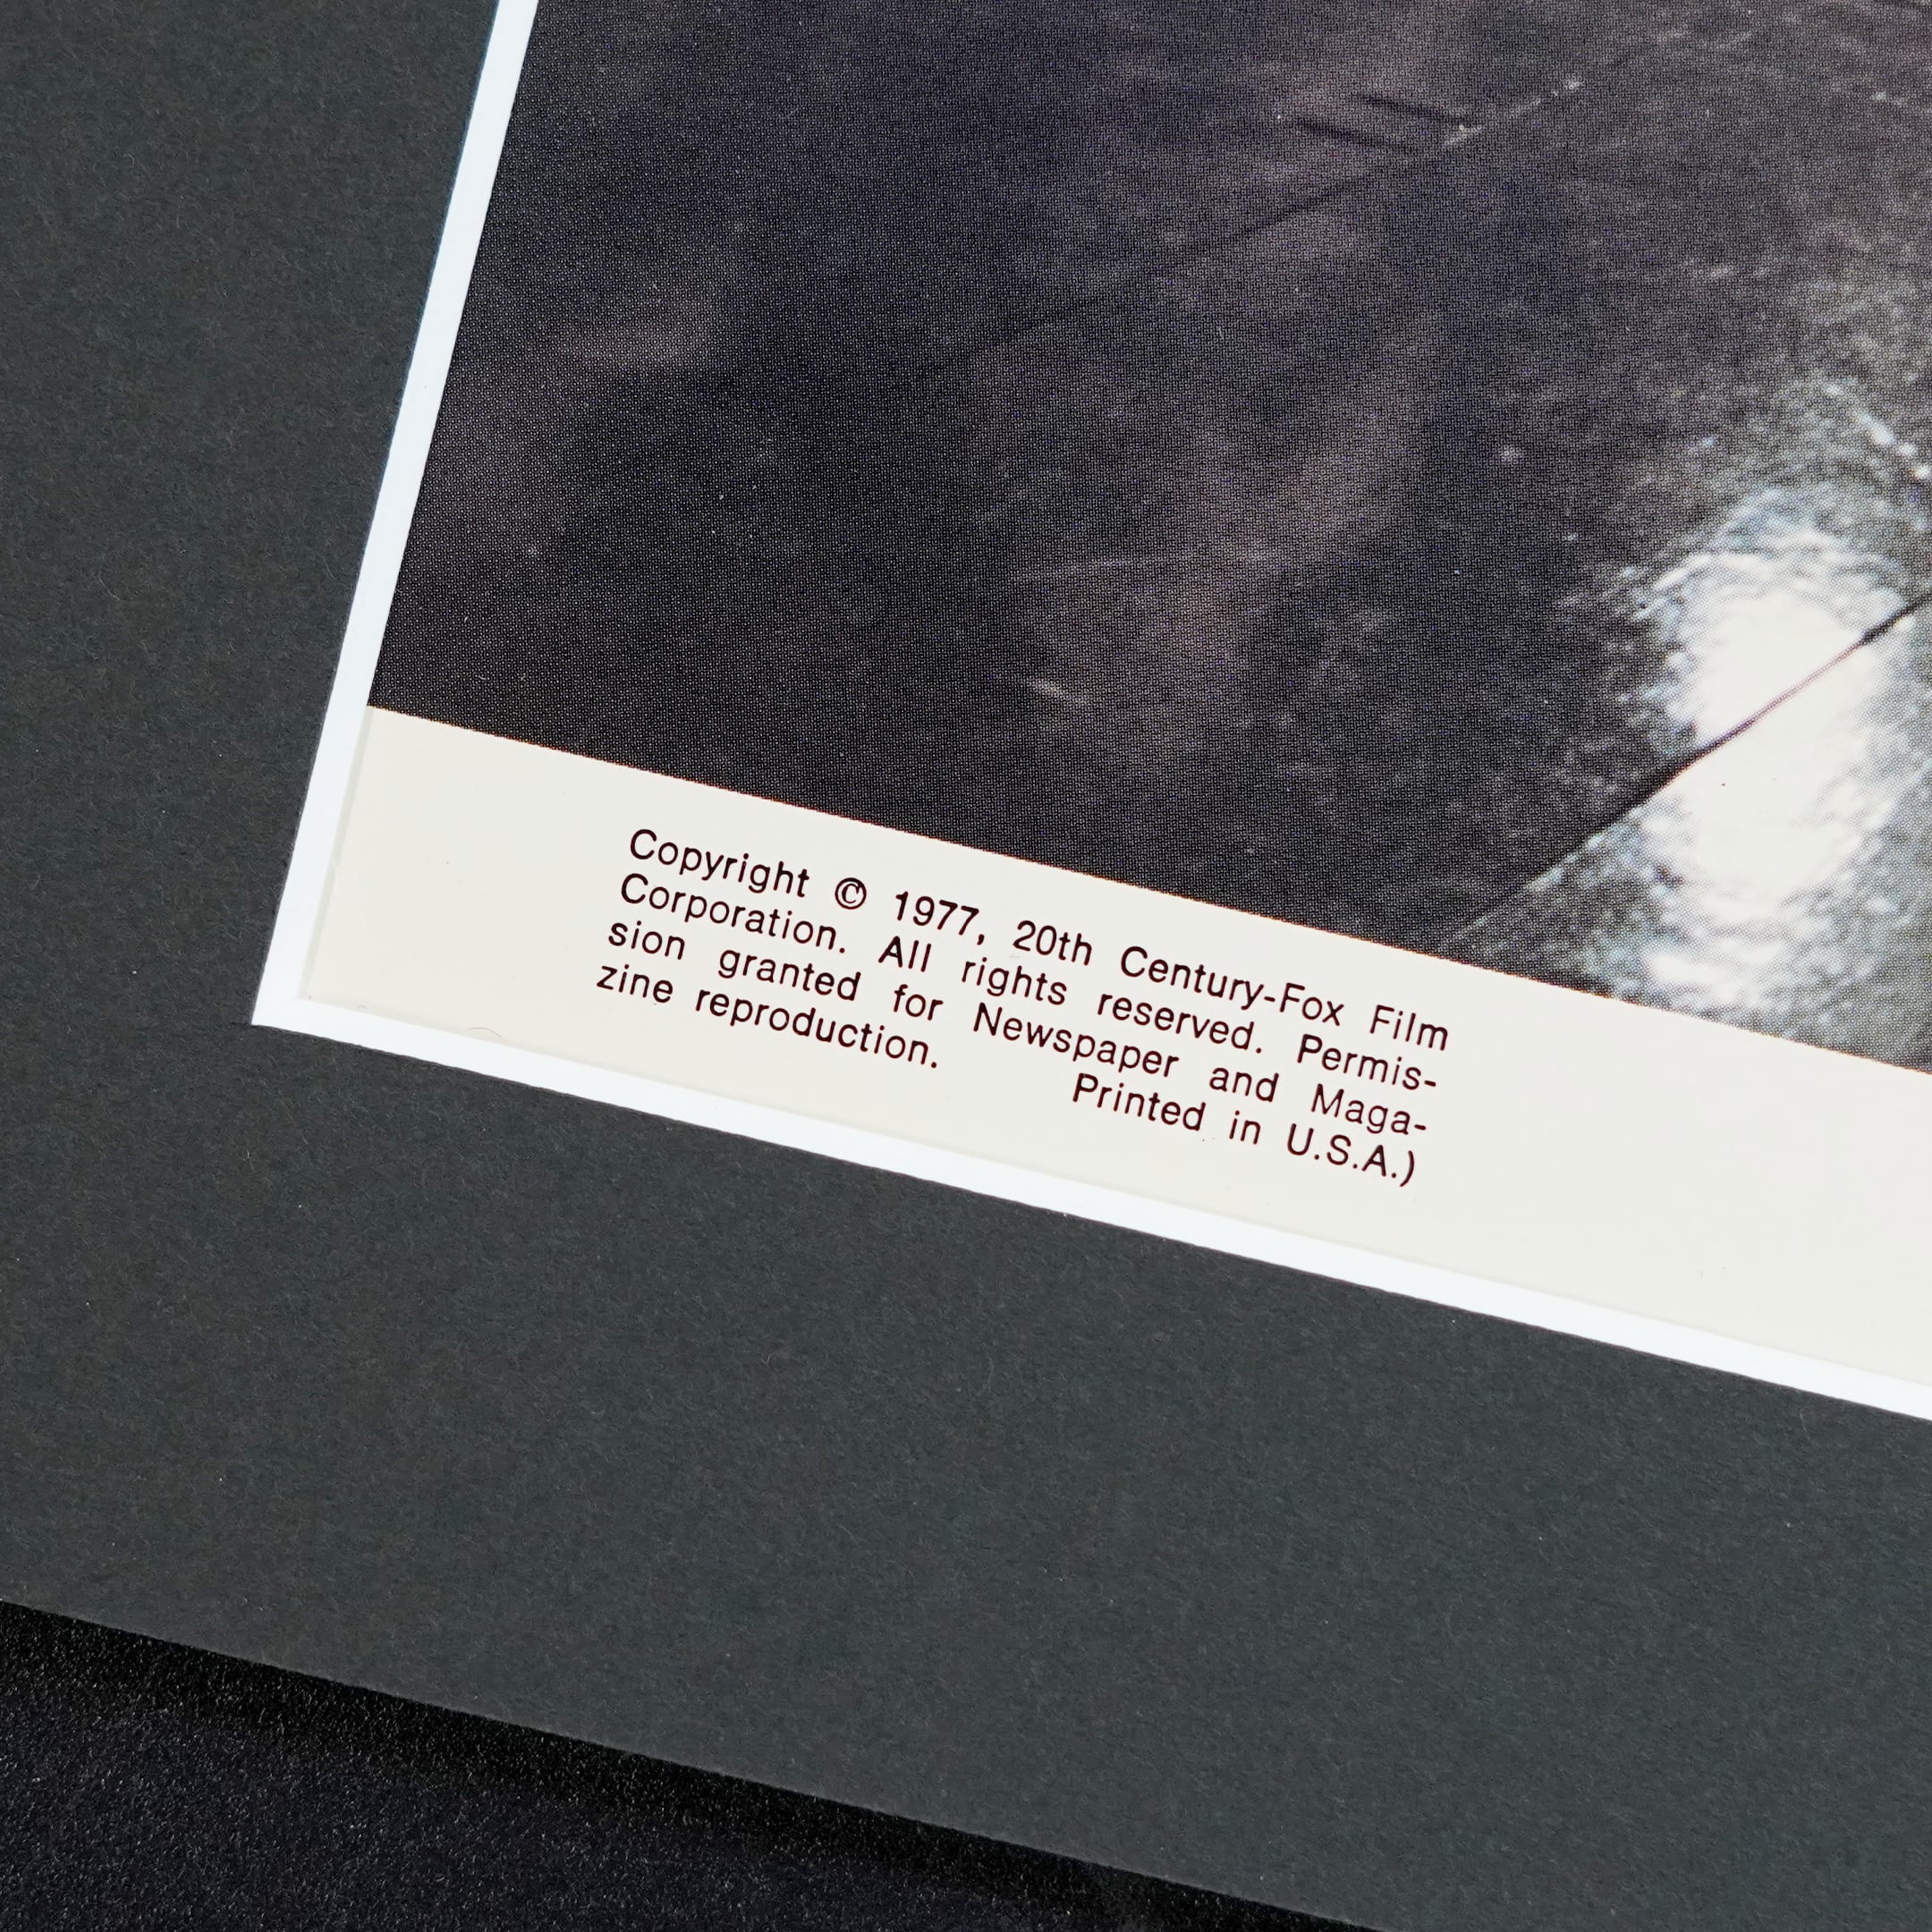 Copyright © 1977, 20th Century-Fox Film
Corporation. All rights reserved. Permis-
sion granted for Newspaper and Maga-
zine reproduction. Printed in U.S.A.)